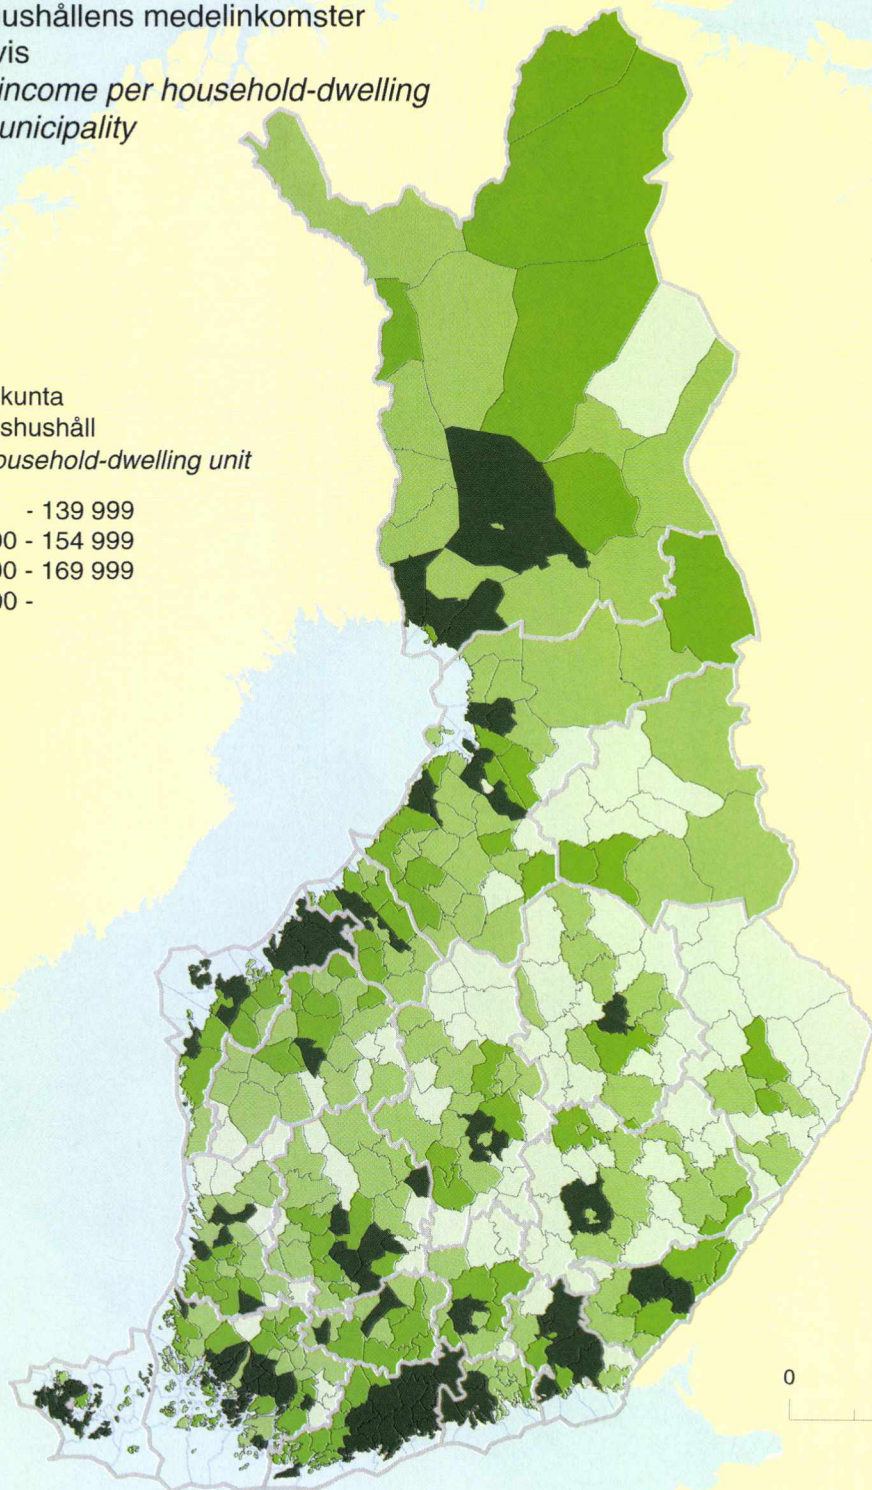 ushållens medelinkomster
vis
income per household-dwelling
unicipality
kunta
shushåll
ousehold-dwelling unit
- 139 999
00 - 154 999
00 - 169 999
00 -
0